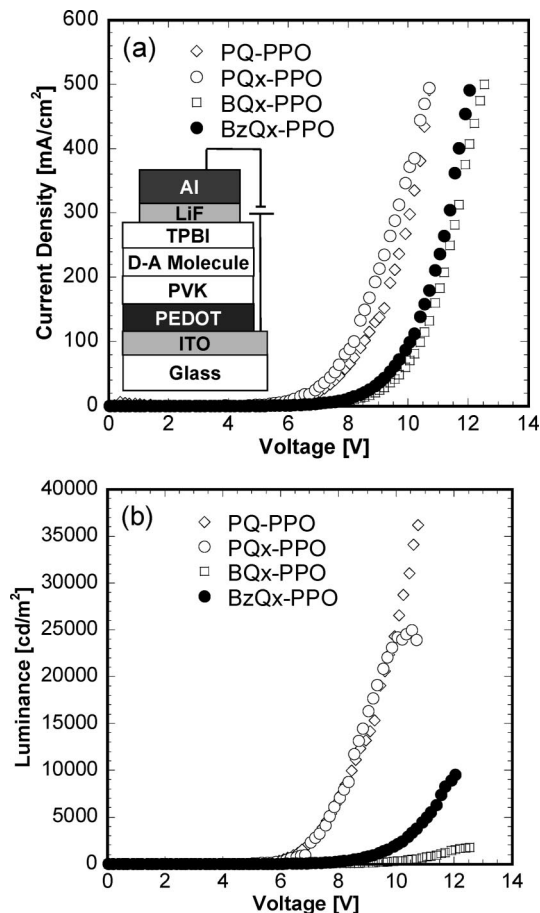 (a)
PQ-PPO
PQx-PPO
BQx-PPO
BzQx-PPO
Al
LiF
TPBI
D-A Molecule
PVK
PEDOT
ITO
Glass
Current Density [mA/cm²]
600
500
400
300
200
100
0
0 2 4 6 8 10 12 14
Voltage [V]
(b)
PQ-PPO
PQx-PPO
BQx-PPO
BzQx-PPO
Luminance [cd/m²]
40000
35000
30000
25000
20000
15000
10000
5000
0
0 2 4 6 8 10 12 14
Voltage [V]